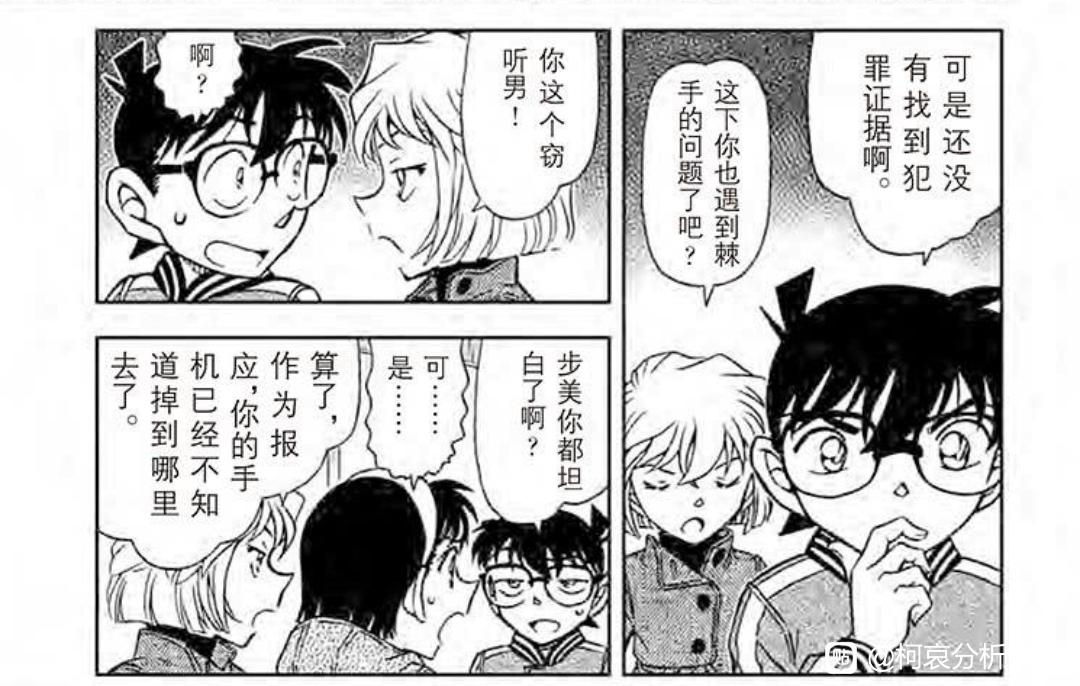 可是还没
有找到犯
罪证据啊。
这下你也遇到棘
手的问题了吧？
你这个窃
听男！
啊？
步美你都坦
白了啊？
可……
是……
算了，
作为报
应，你的手
机已经不知
道掉到哪里
去了。
@柯哀分析